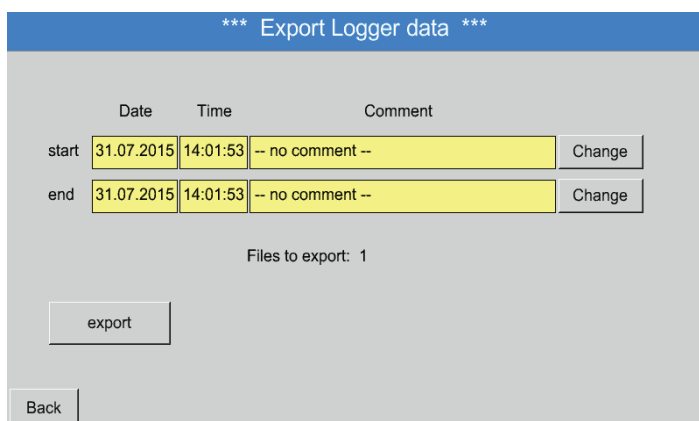 *** Export Logger data ***
Date Time Comment
start 31.07.2015 14:01:53 -- no comment -- Change
end 31.07.2015 14:01:53 -- no comment -- Change
Files to export: 1
export
Back